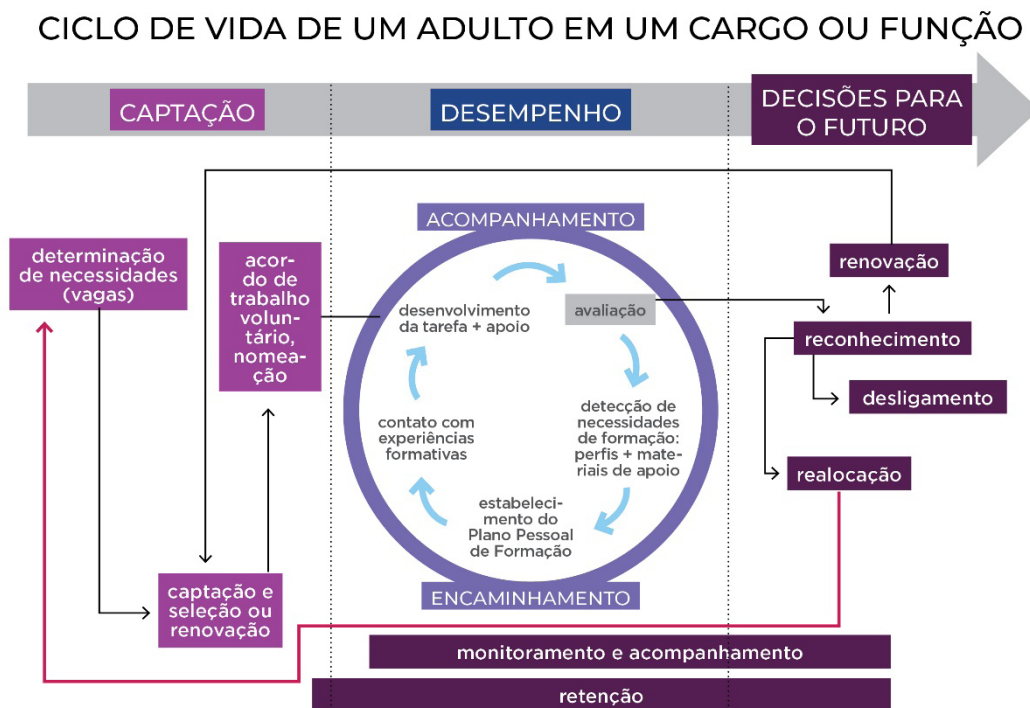 CICLO DE VIDA DE UM ADULTO EM UM CARGO OU FUNÇÃO
CAPTAÇÃO
DESEMPENHO
DECISÕES PARA
O FUTURO
determinação
de necessidades
(vagas)
acor-
do de
trabalho
volun-
tário,
nomea-
ção
captação e
seleção ou
renovação
ACOMPANHAMENTO
desenvolvimento
da tarefa + apoio
avaliação
detecção de
necessidades
de formação:
perfis + mate-
riais de apoio
estabeleci-
mento do
Plano Pessoal
de Formação
contato com
experiências
formativas
ENCAMINHAMENTO
renovação
reconhecimento
desligamento
realocação
monitoramento e acompanhamento
retenção